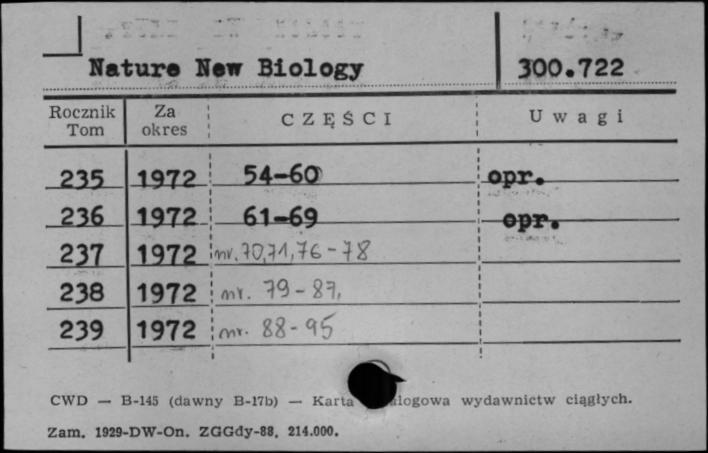 Nature New Biology 300.722
Rocznik Tom Za okres CZĘŚCI Uwagi
235 1972 54-60 opr.
236 1972 61-69 opr.
237 1972 nr. 70,71,76-78
238 1972 nr. 79-87,
239 1972 nr. 88-95
CWD — B-145 (dawny B-17b) — Karta logowa wydawnictw ciągłych.
Zam. 1929-DW-On. ZGGdy-88, 214.000.